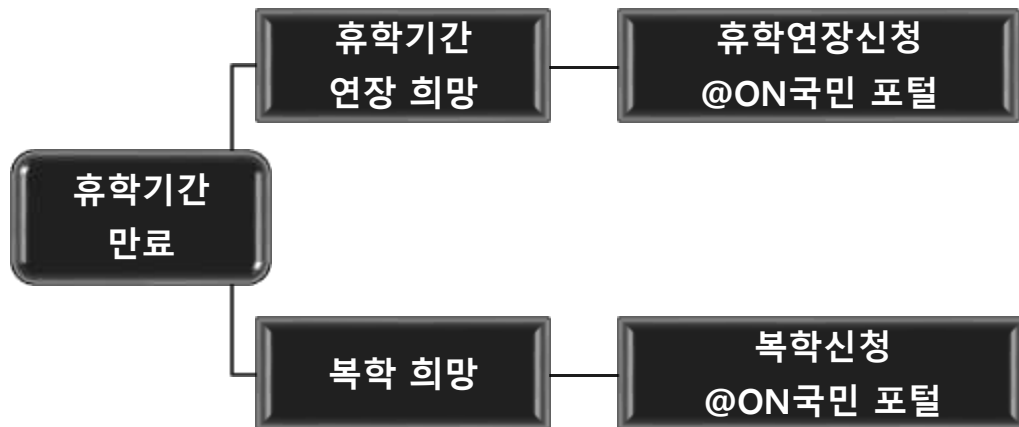 휴학기간
연장 희망
휴학연장신청
@ON국민 포털
휴학기간
만료
복학 희망
복학신청
@ON국민 포털